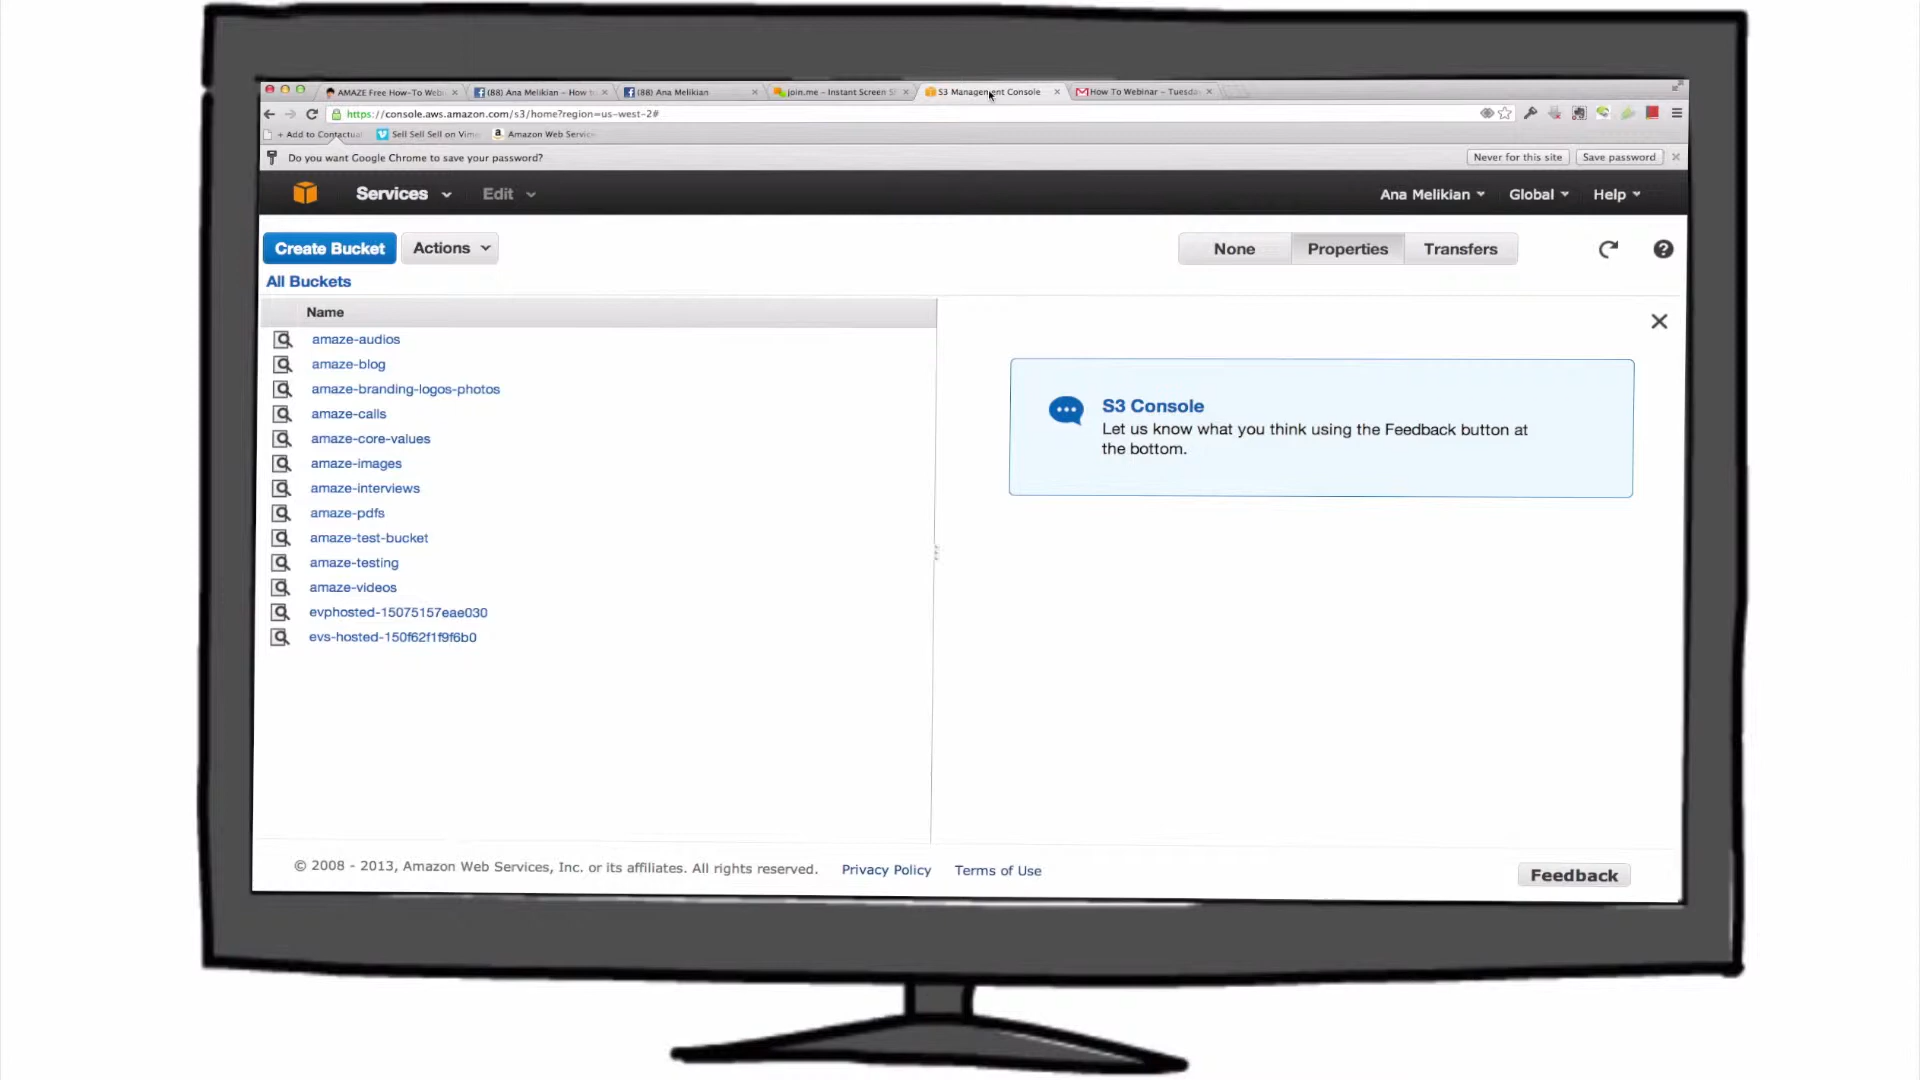 AMAZE Free How-To Webi
(88) Ana Melikian – How to
(88) Ana Melikian
join.me – Instant Screen S
S3 Management Console
How To Webinar – Tuesda
https://console.aws.amazon.com/s3/home?region=us-west-2#
+ Add to Contactual
Sell Sell Sell on Vime
Amazon Web Servic
Do you want Google Chrome to save your password?
Never for this site
Save password
Services
Edit
Ana Melikian
Global
Help
Create Bucket
Actions
None
Properties
Transfers
All Buckets
Name
amaze-audios
amaze-blog
amaze-branding-logos-photos
amaze-calls
amaze-core-values
amaze-images
amaze-interviews
amaze-pdfs
amaze-test-bucket
amaze-testing
amaze-videos
evphosted-15075157eae030
evs-hosted-150f62f1f9f6b0
S3 Console
Let us know what you think using the Feedback button at
the bottom.
© 2008 - 2013, Amazon Web Services, Inc. or its affiliates. All rights reserved.
Privacy Policy
Terms of Use
Feedback